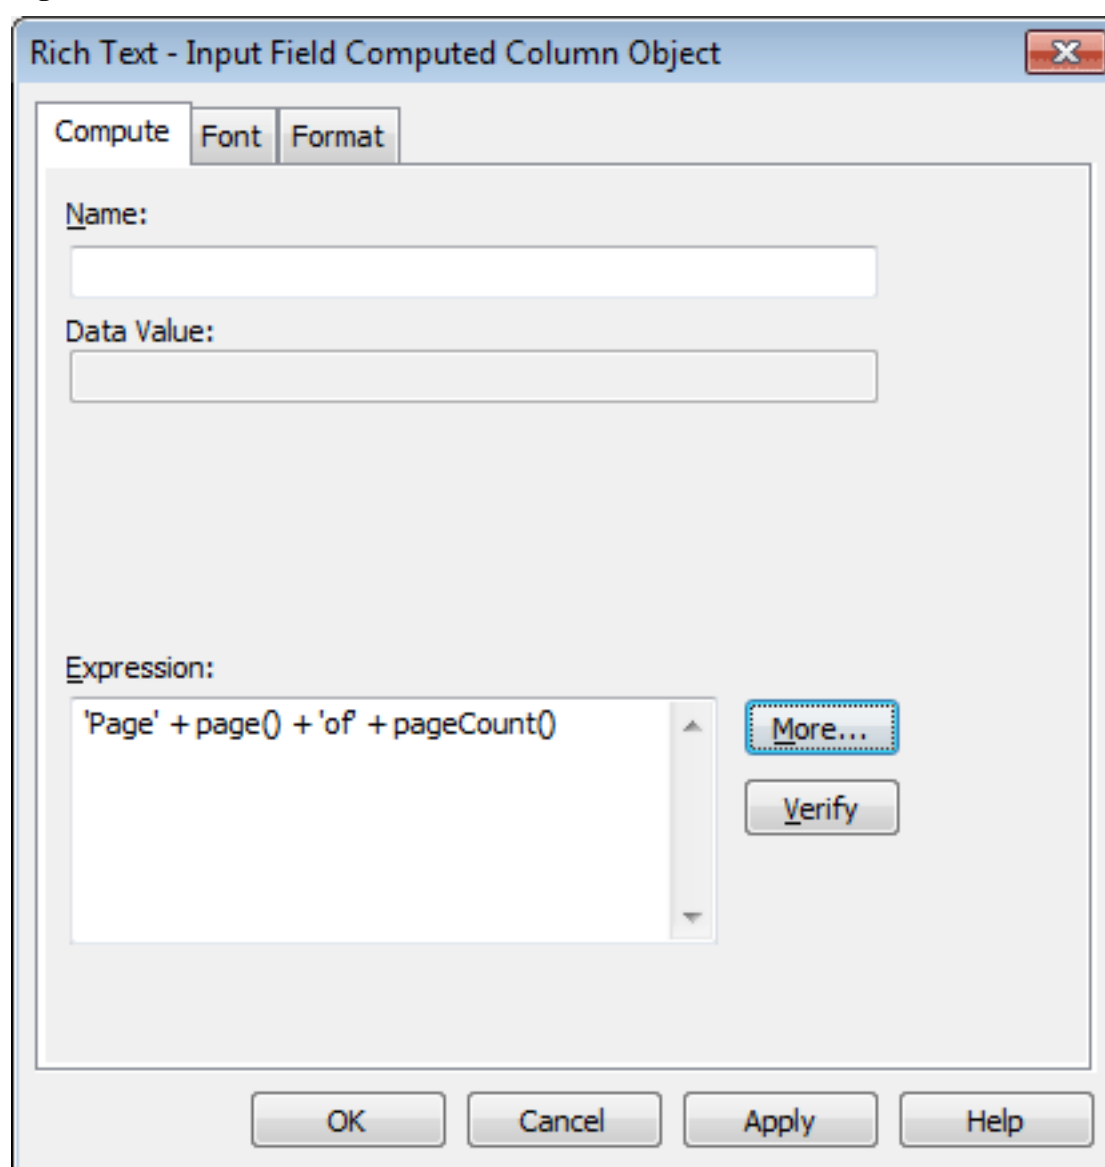 Rich Text - Input Field Computed Column Object
Compute Font Format
Name:
Data Value:
Expression:
'Page' + page() + 'of' + pageCount()
More...
Verify
OK Cancel Apply Help